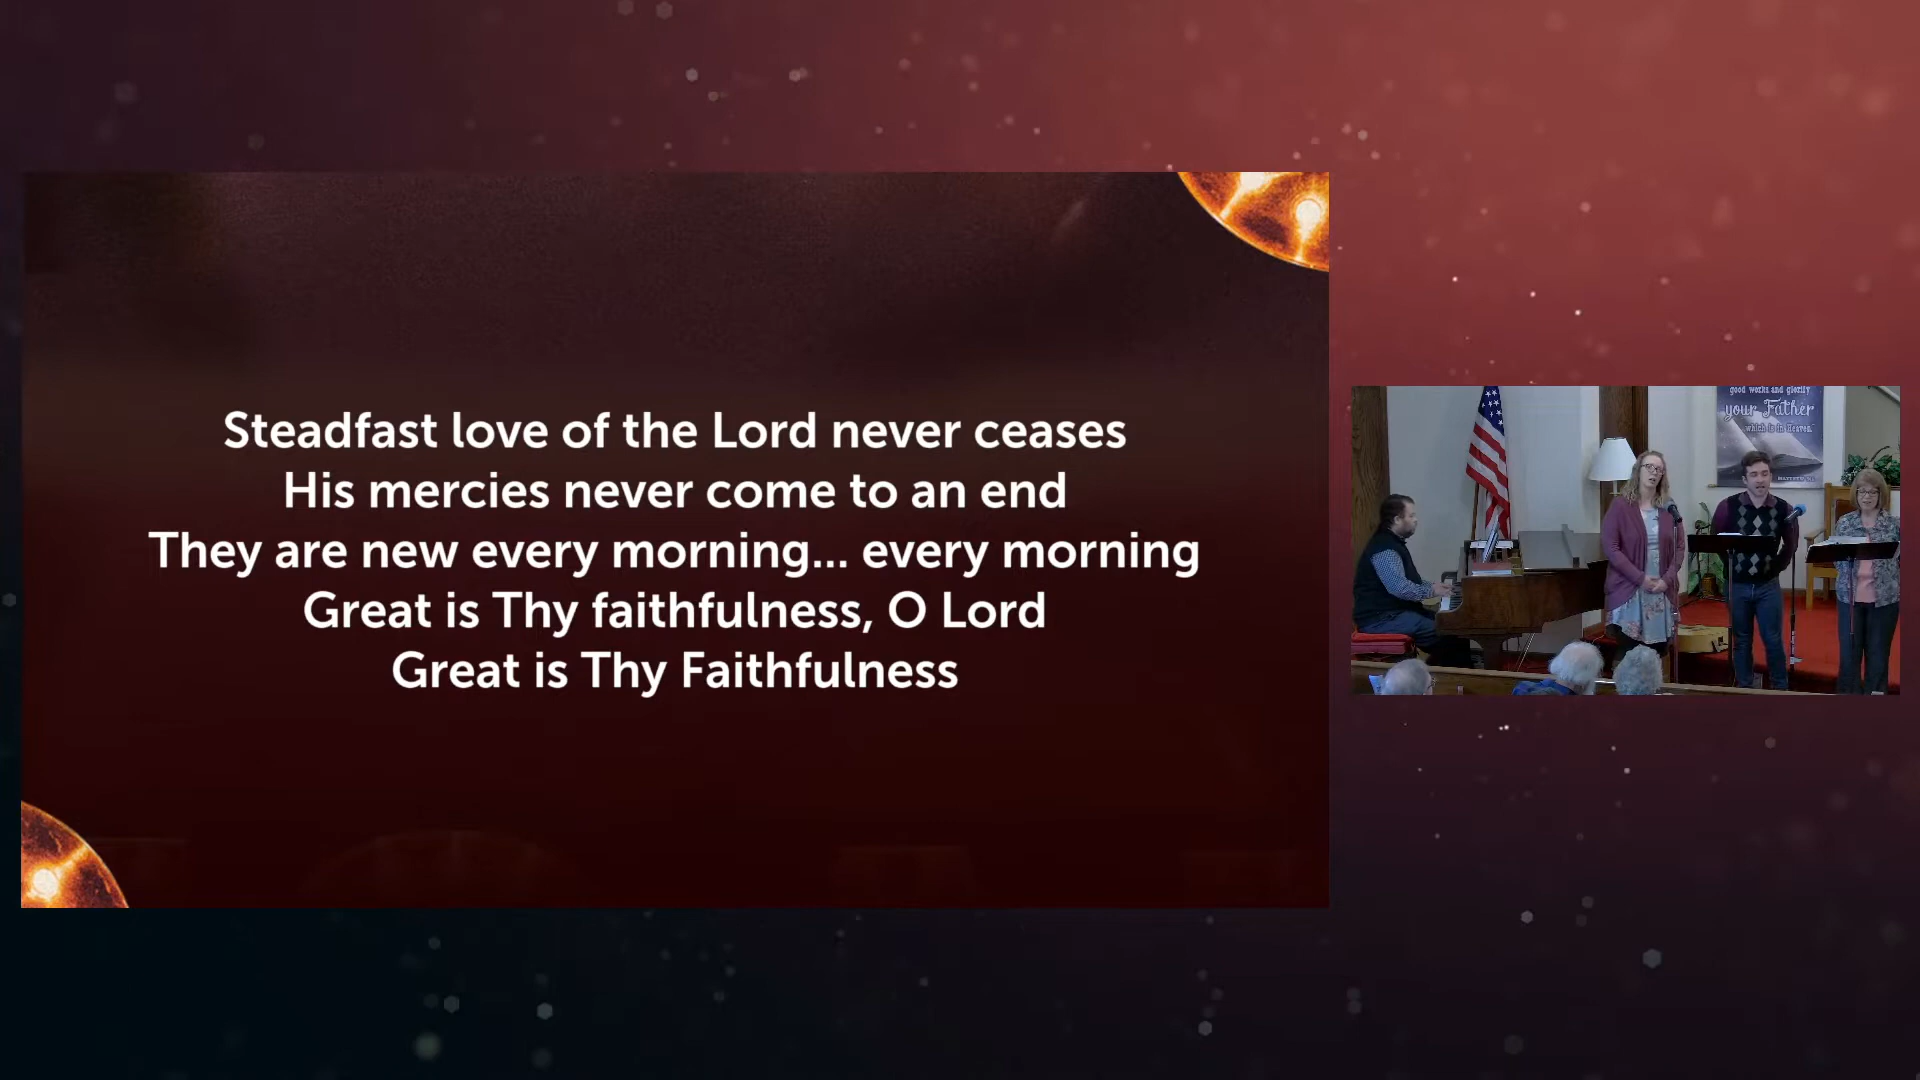 Steadfast love of the Lord never ceases
His mercies never come to an end
They are new every morning... every morning
Great is Thy faithfulness, O Lord
Great is Thy Faithfulness
good works and glorify
your Father
which is in Heaven."